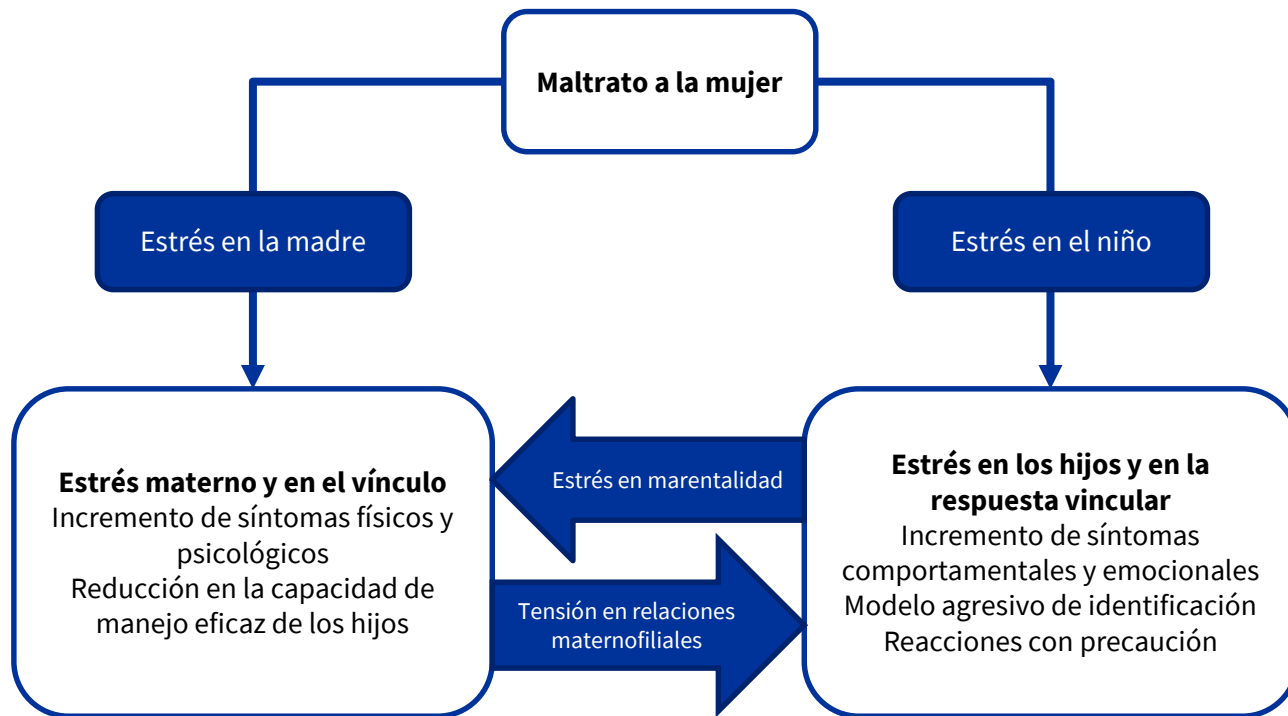 Maltrato a la mujer
Estrés en la madre
Estrés en el niño
Estrés materno y en el vínculo
Incremento de síntomas físicos y
psicológicos
Reducción en la capacidad de
manejo eficaz de los hijos
Estrés en marentalidad
Tensión en relaciones
maternofiliales
Estrés en los hijos y en la
respuesta vincular
Incremento de síntomas
comportamentales y emocionales
Modelo agresivo de identificación
Reacciones con precaución